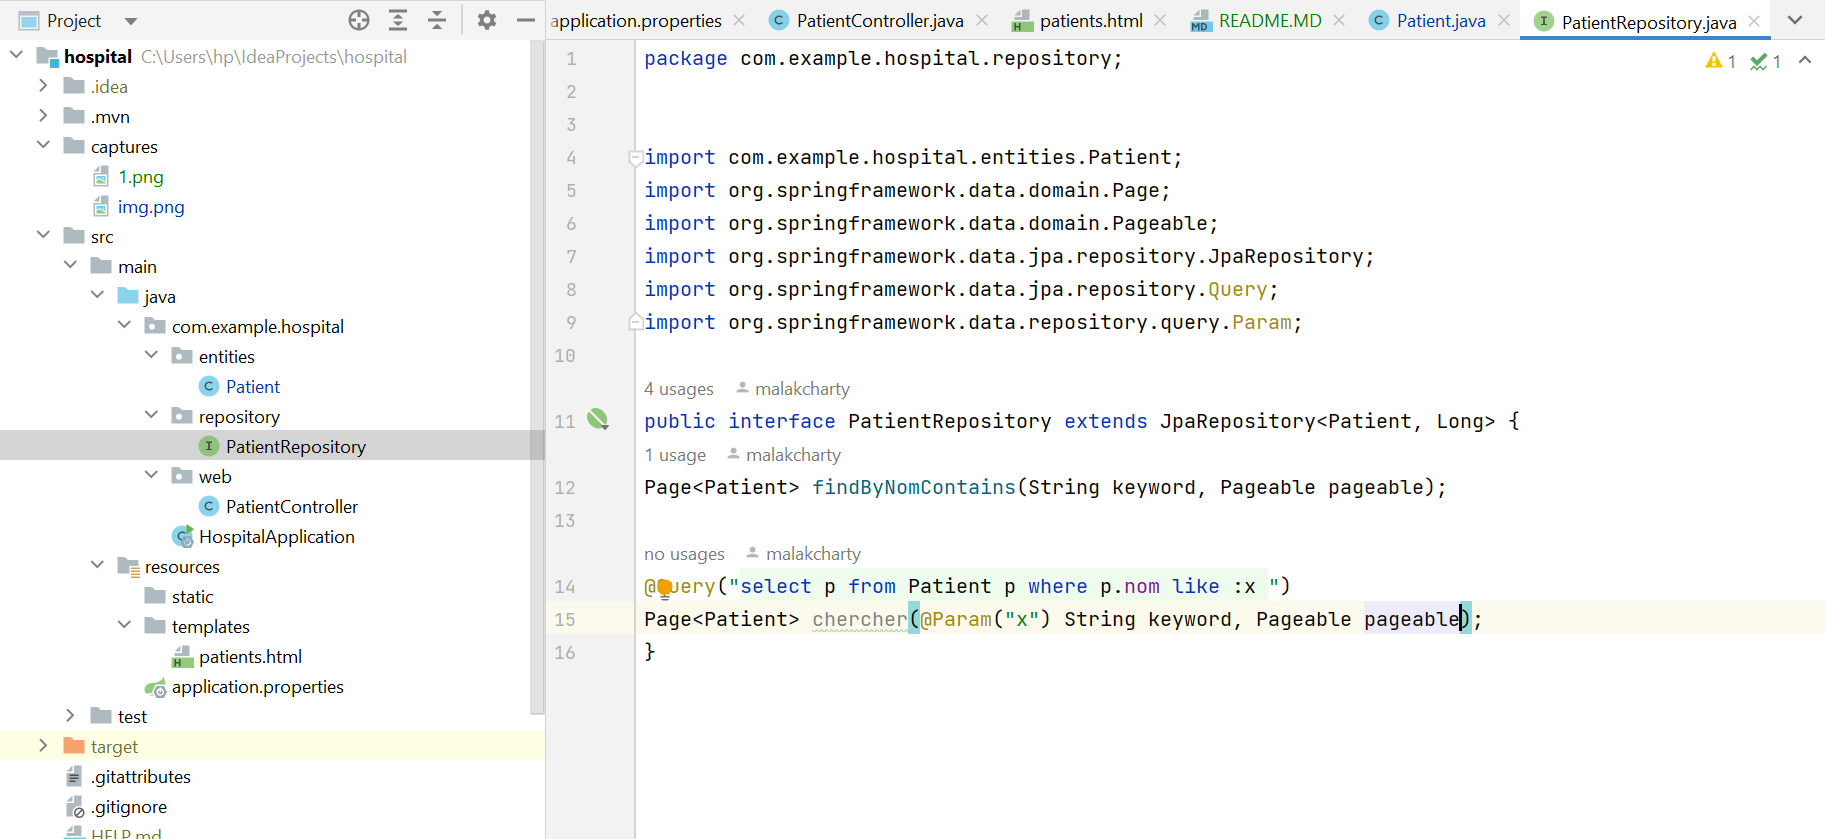 Project
application.properties
PatientController.java
patients.html
README.MD
Patient.java
PatientRepository.java
hospital C:\Users\hp\IdeaProjects\hospital
.idea
.mvn
captures
1.png
img.png
src
main
java
com.example.hospital
entities
Patient
repository
PatientRepository
web
PatientController
HospitalApplication
resources
static
templates
patients.html
application.properties
test
target
.gitattributes
.gitignore
HELP.md
1 package com.example.hospital.repository;
1 1
2
3
4 import com.example.hospital.entities.Patient;
5 import org.springframework.data.domain.Page;
6 import org.springframework.data.domain.Pageable;
7 import org.springframework.data.jpa.repository.JpaRepository;
8 import org.springframework.data.jpa.repository.Query;
9 import org.springframework.data.repository.query.Param;
10
4 usages malakcharty
11 public interface PatientRepository extends JpaRepository<Patient, Long> {
1 usage malakcharty
12 Page<Patient> findByNomContains(String keyword, Pageable pageable);
13
no usages malakcharty
14 @Query("select p from Patient p where p.nom like :x ")
15 Page<Patient> chercher(@Param("x") String keyword, Pageable pageable);
16 }